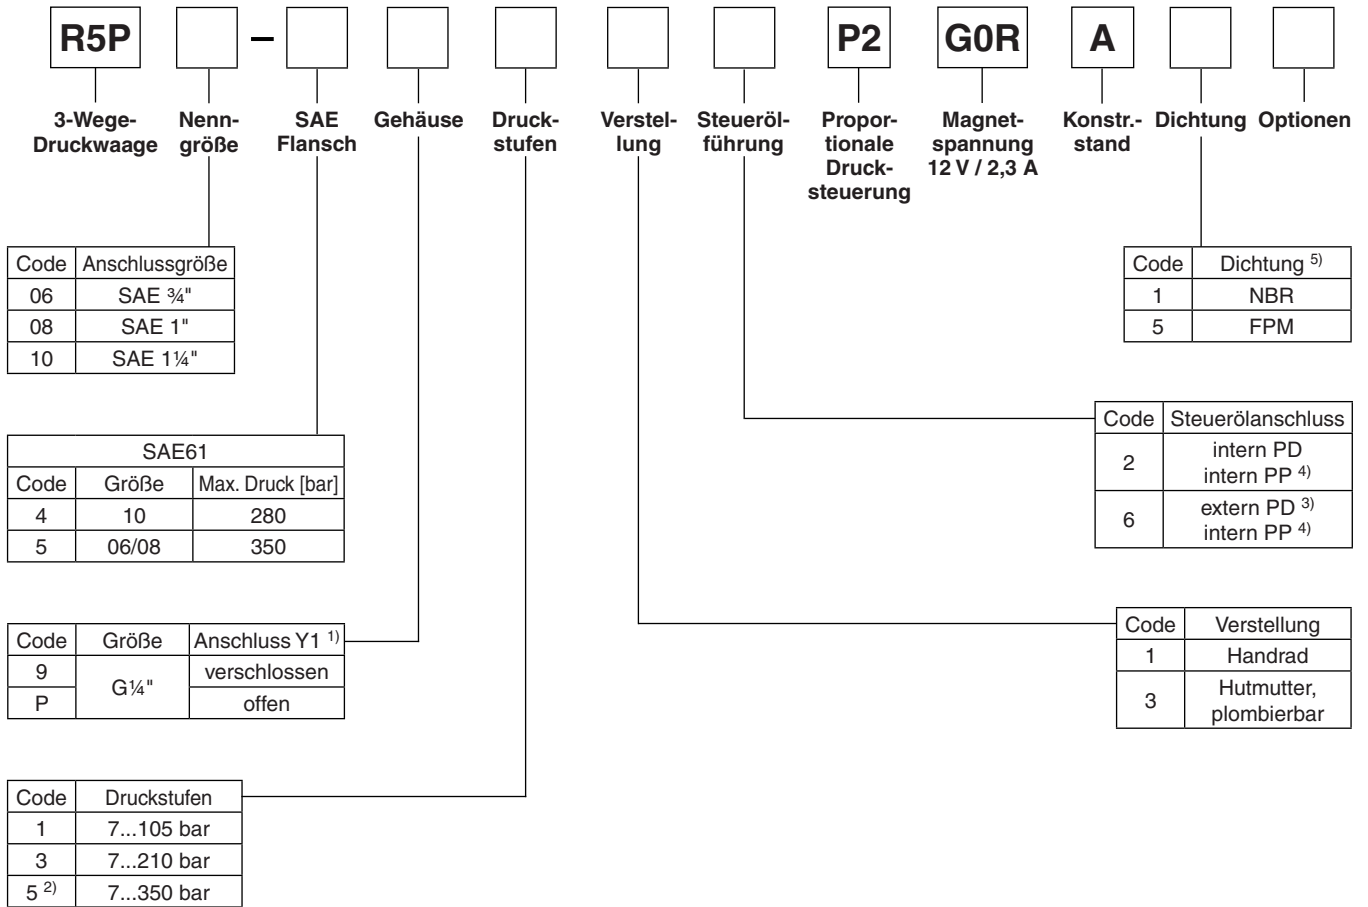 R5P – P2 G0R A
3-Wege- Nenn- SAE Gehäuse Druck- Verstel- Steueröl- Propor- Magnet- Konstr.- Dichtung Optionen
Druckwaage größe Flansch stufen lung führung tionale spannung stand
Druck- 12 V / 2,3 A
steuerung
Code Anschlussgröße
06 SAE ¾"
08 SAE 1"
10 SAE 1¼"
Code Dichtung 5)
1 NBR
5 FPM
SAE61
Code Größe Max. Druck [bar]
4 10 280
5 06/08 350
Code Steuerölanschluss
2 intern PD
intern PP 4)
6 extern PD 3)
intern PP 4)
Code Größe Anschluss Y1 1)
9 G¼" verschlossen
P offen
Code Verstellung
1 Handrad
3 Hutmutter,
plombierbar
Code Druckstufen
1 7...105 bar
3 7...210 bar
5 2) 7...350 bar